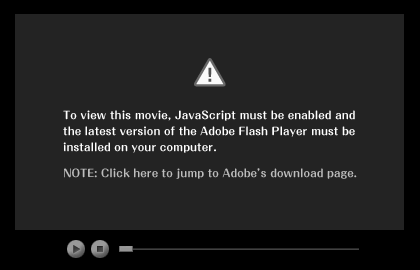 To view this movie, JavaScript must be enabled and
the latest version of the Adobe Flash Player must be
installed on your computer.
NOTE: Click here to jump to Adobe's download page.